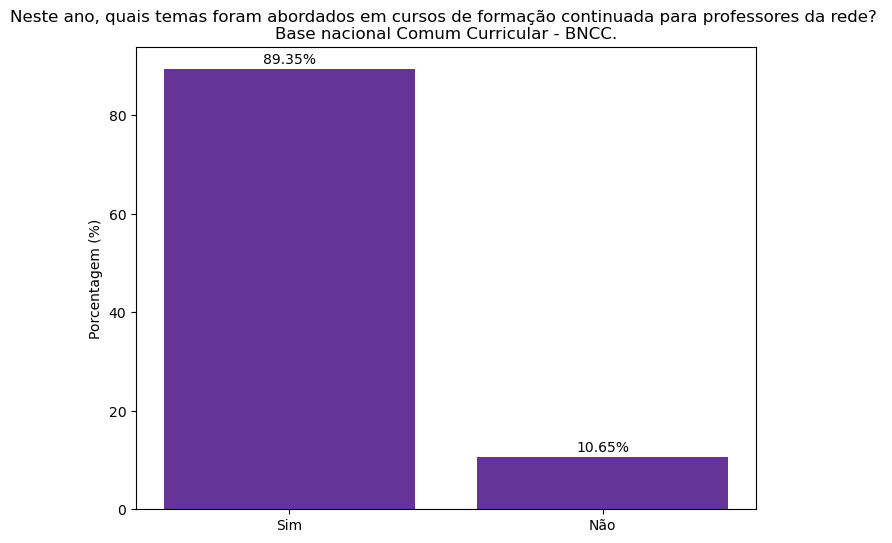 Neste ano, quais temas foram abordados em cursos de formação continuada para professores da rede?
Base nacional Comum Curricular - BNCC.
89.35%
10.65%
Porcentagem (%)
80
60
40
20
0
Sim
Não